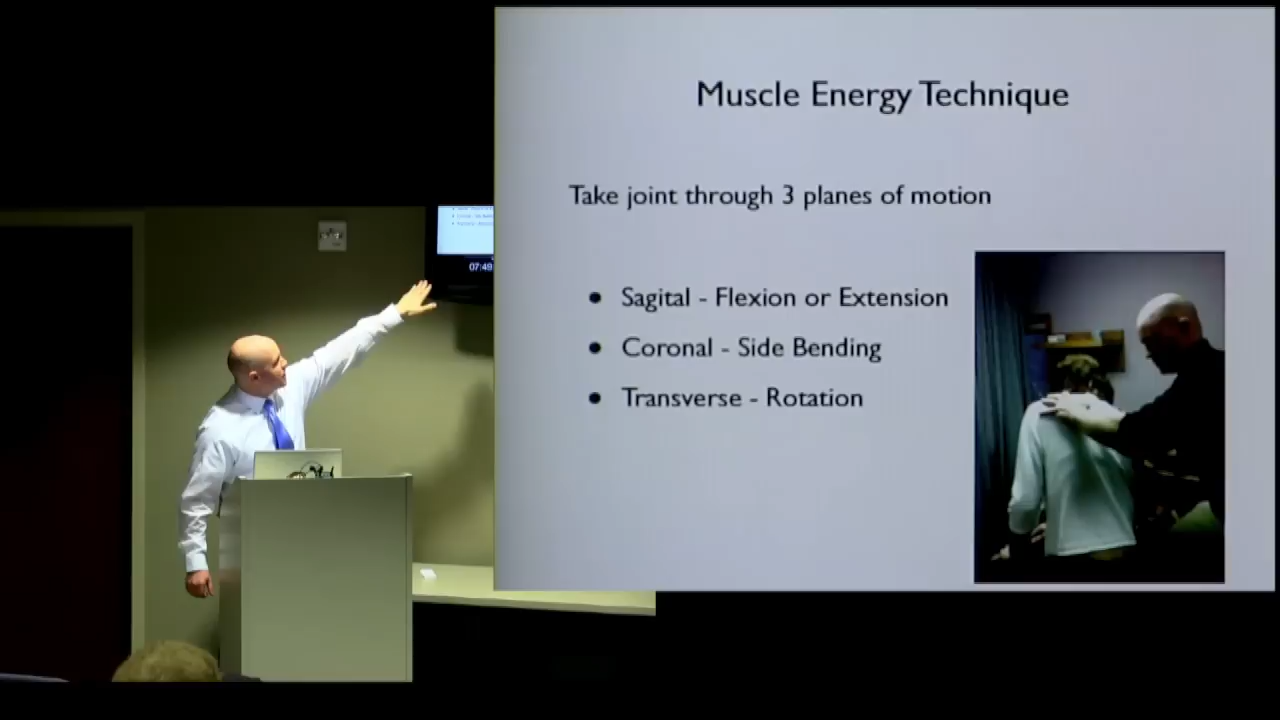 Muscle Energy Technique
Take joint through 3 planes of motion
● Sagital - Flexion or Extension
● Coronal - Side Bending
● Transverse - Rotation
07:49